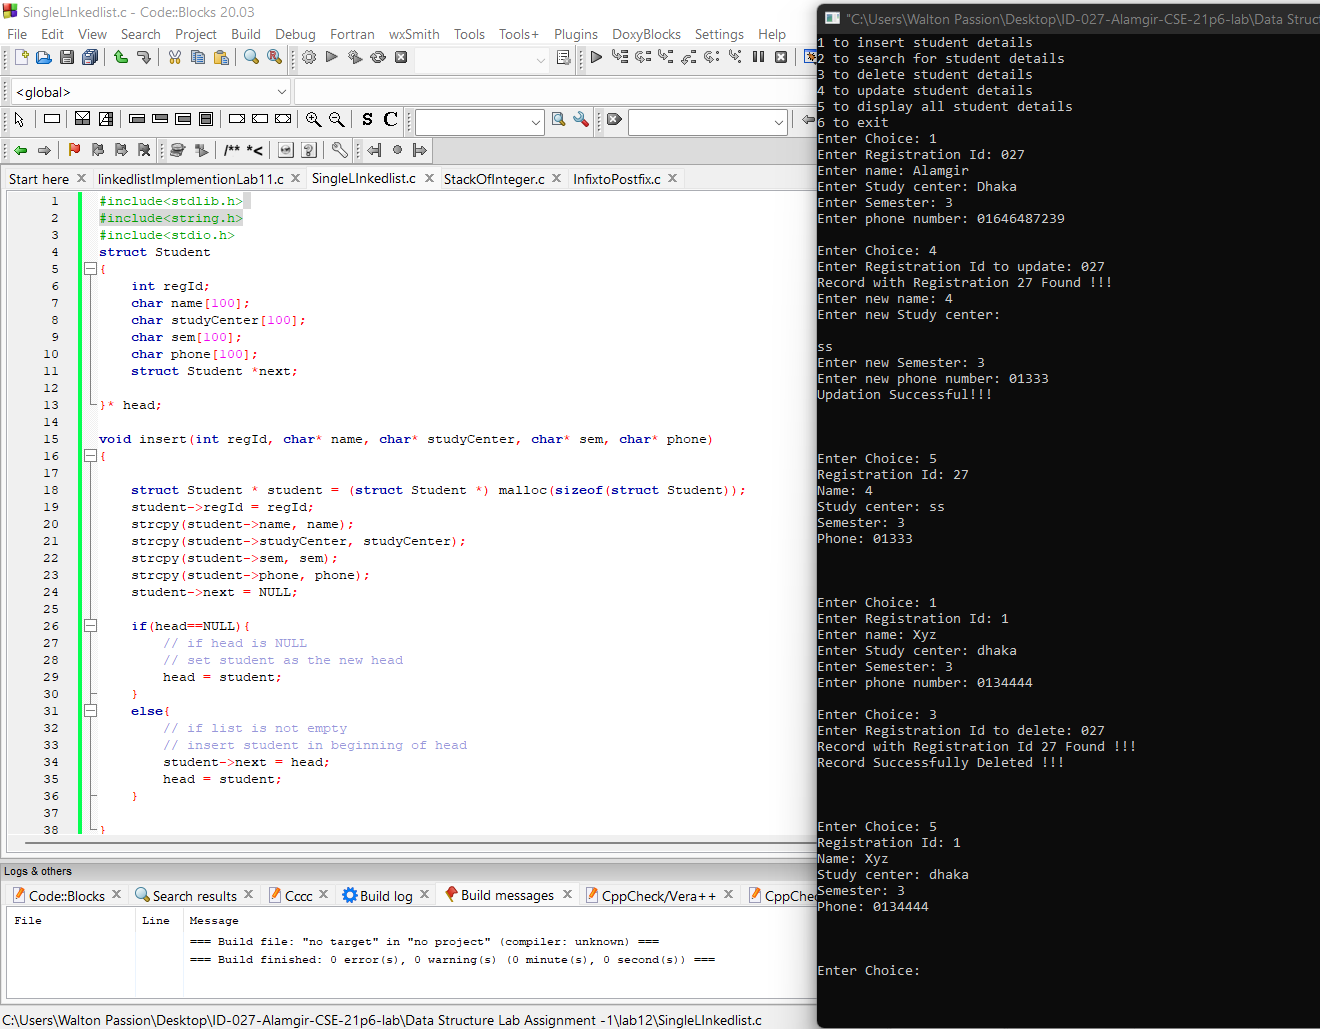 SingleLInkedlist.c - Code::Blocks 20.03
File Edit View Search Project Build Debug Fortran wxSmith Tools Tools+ Plugins DoxyBlocks Settings Help
<global>
S C
/** *<
Start here linkedlistImplementionLab11.c SingleLInkedlist.c StackOfInteger.c InfixtoPostfix.c
1 #include<stdlib.h>
2 #include<string.h>
3 #include<stdio.h>
4 struct Student
5 {
6 int regId;
7 char name[100];
8 char studyCenter[100];
9 char sem[100];
10 char phone[100];
11 struct Student *next;
12
13 }* head;
14
15 void insert(int regId, char* name, char* studyCenter, char* sem, char* phone)
16 {
17
18 struct Student * student = (struct Student *) malloc(sizeof(struct Student));
19 student->regId = regId;
20 strcpy(student->name, name);
21 strcpy(student->studyCenter, studyCenter);
22 strcpy(student->sem, sem);
23 strcpy(student->phone, phone);
24 student->next = NULL;
25
26 if(head==NULL){
27 // if head is NULL
28 // set student as the new head
29 head = student;
30 }
31 else{
32 // if list is not empty
33 // insert student in beginning of head
34 student->next = head;
35 head = student;
36 }
37
38 }
Logs & others
Code::Blocks Search results Cccc Build log Build messages CppCheck/Vera++ CppChe
File Line Message
=== Build file: "no target" in "no project" (compiler: unknown) ===
=== Build finished: 0 error(s), 0 warning(s) (0 minute(s), 0 second(s)) ===
C:\Users\Walton Passion\Desktop\ID-027-Alamgir-CSE-21p6-lab\Data Structure Lab Assignment -1\lab12\SingleLInkedlist.c
"C:\Users\Walton Passion\Desktop\ID-027-Alamgir-CSE-21p6-lab\Data Struct
1 to insert student details
2 to search for student details
3 to delete student details
4 to update student details
5 to display all student details
6 to exit
Enter Choice: 1
Enter Registration Id: 027
Enter name: Alamgir
Enter Study center: Dhaka
Enter Semester: 3
Enter phone number: 01646487239
Enter Choice: 4
Enter Registration Id to update: 027
Record with Registration 27 Found !!!
Enter new name: 4
Enter new Study center:
ss
Enter new Semester: 3
Enter new phone number: 01333
Updation Successful!!!
Enter Choice: 5
Registration Id: 27
Name: 4
Study center: ss
Semester: 3
Phone: 01333
Enter Choice: 1
Enter Registration Id: 1
Enter name: Xyz
Enter Study center: dhaka
Enter Semester: 3
Enter phone number: 0134444
Enter Choice: 3
Enter Registration Id to delete: 027
Record with Registration Id 27 Found !!!
Record Successfully Deleted !!!
Enter Choice: 5
Registration Id: 1
Name: Xyz
Study center: dhaka
Semester: 3
Phone: 0134444
Enter Choice: